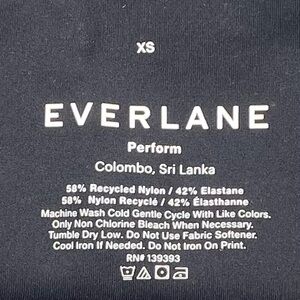 XS
EVERLANE
Perform
Colombo, Sri Lanka
58% Recycled Nylon / 42% Elastane
58% Nylon Recyclé / 42% Élasthanne
Machine Wash Cold Gentle Cycle With Like Colors.
Only Non Chlorine Bleach When Necessary.
Tumble Dry Low. Do Not Use Fabric Softener.
Cool Iron If Needed. Do Not Iron On Print.
RN# 139393